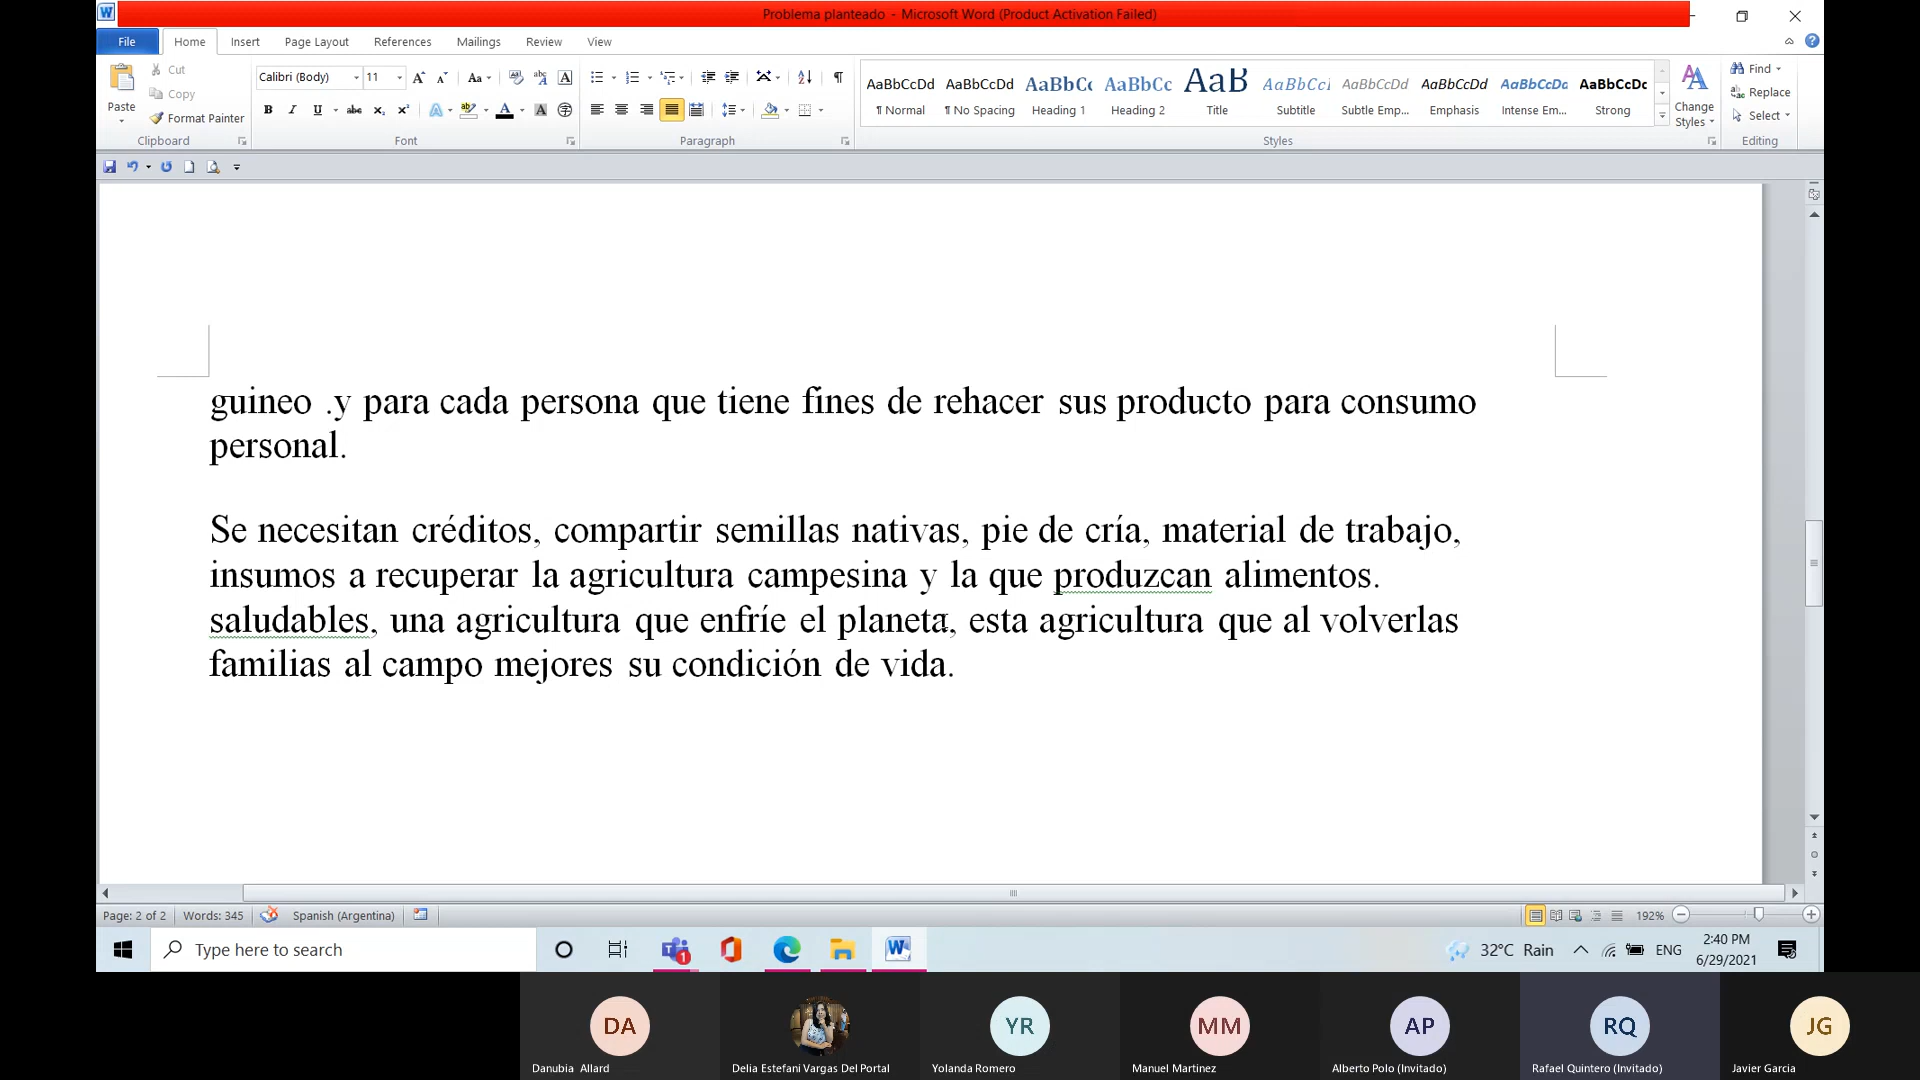 Problema planteado - Microsoft Word (Product Activation Failed)
File Home Insert Page Layout References Mailings Review View
Paste
Cut
Copy
Format Painter
Clipboard
Calibri (Body) 11
Font
Paragraph
AaBbCcDd AaBbCcDd AaBbCc AaBbCc AaB AaBbCcI AaBbCcDd AaBbCcDd AaBbCcDc AaBbCcDc
¶ Normal ¶ No Spacing Heading 1 Heading 2 Title Subtitle Subtle Emp... Emphasis Intense Em... Strong
Change Styles
Styles
Find
Replace
Select
Editing
guineo .y para cada persona que tiene fines de rehacer sus producto para consumo
personal.
Se necesitan créditos, compartir semillas nativas, pie de cría, material de trabajo,
insumos a recuperar la agricultura campesina y la que produzcan alimentos.
saludables, una agricultura que enfríe el planeta, esta agricultura que al volverlas
familias al campo mejores su condición de vida.
Page: 2 of 2 Words: 345 Spanish (Argentina) 192%
Type here to search
1
32°C Rain ENG
2:40 PM
6/29/2021
DA YR MM AP RQ JG
Danubia Allard Delia Estefani Vargas Del Portal Yolanda Romero Manuel Martinez Alberto Polo (Invitado) Rafael Quintero (Invitado) Javier Garcia